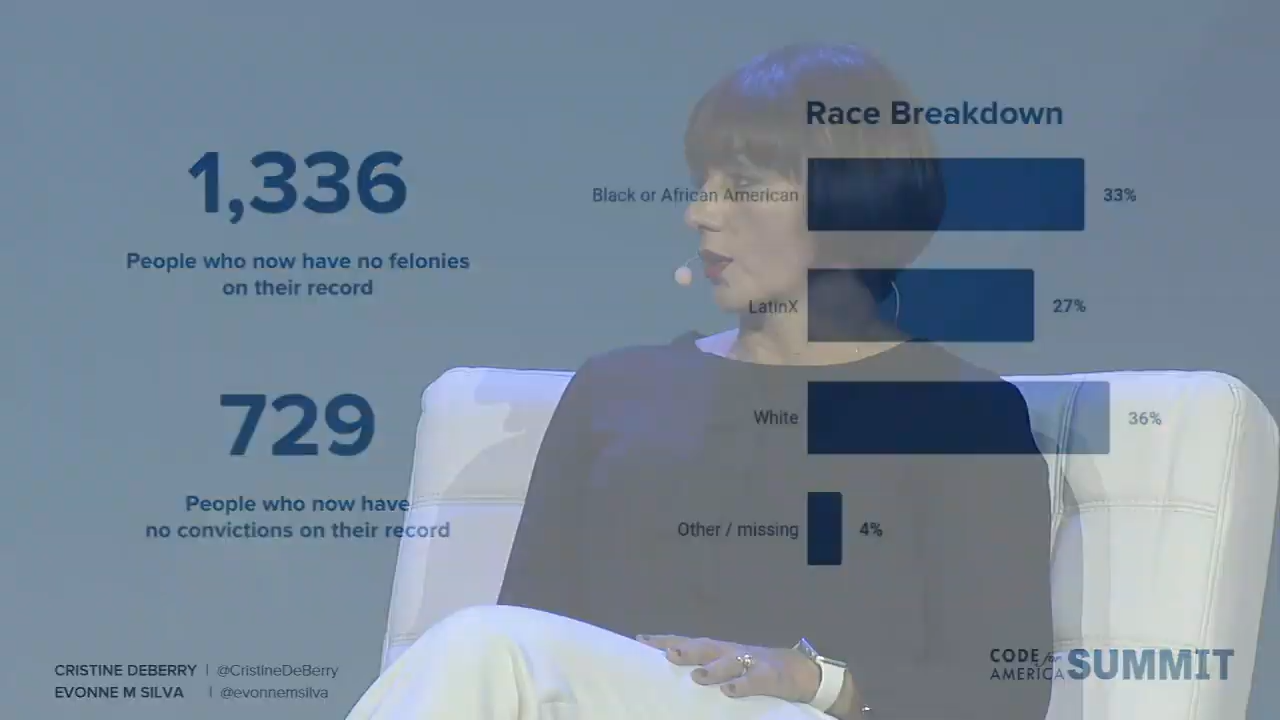 1,336
People who now have no felonies
on their record
729
People who now have
no convictions on their record
Race Breakdown
Black or African American
33%
LatinX
27%
White
36%
Other / missing
4%
CRISTINE DEBERRY | @CristineDeBerry
EVONNE M SILVA | @evonnemsilva
CODE for
AMERICA SUMMIT